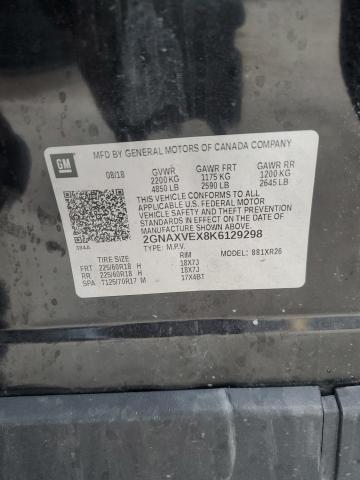 GM
MFD BY GENERAL MOTORS OF CANADA COMPANY
08/18 GVWR GAWR FRT GAWR RR
2200 KG 1175 KG 1200 KG
4850 LB 2590 LB 2645 LB
THIS VEHICLE CONFORMS TO ALL
APPLICABLE U.S. FEDERAL MOTOR
VEHICLE SAFETY, BUMPER, AND THEFT
PREVENTION STANDARDS IN EFFECT ON
THE DATE OF MANUFACTURE SHOWN
ABOVE.
384A 2GNAXVEX8K6129298
TYPE: M.P.V. MODEL: 881XR26
TIRE SIZE RIM
FRT 225/60R18 H 18X7J
RR 225/60R18 H 18X7J
SPA T125/70R17 M 17X4BT